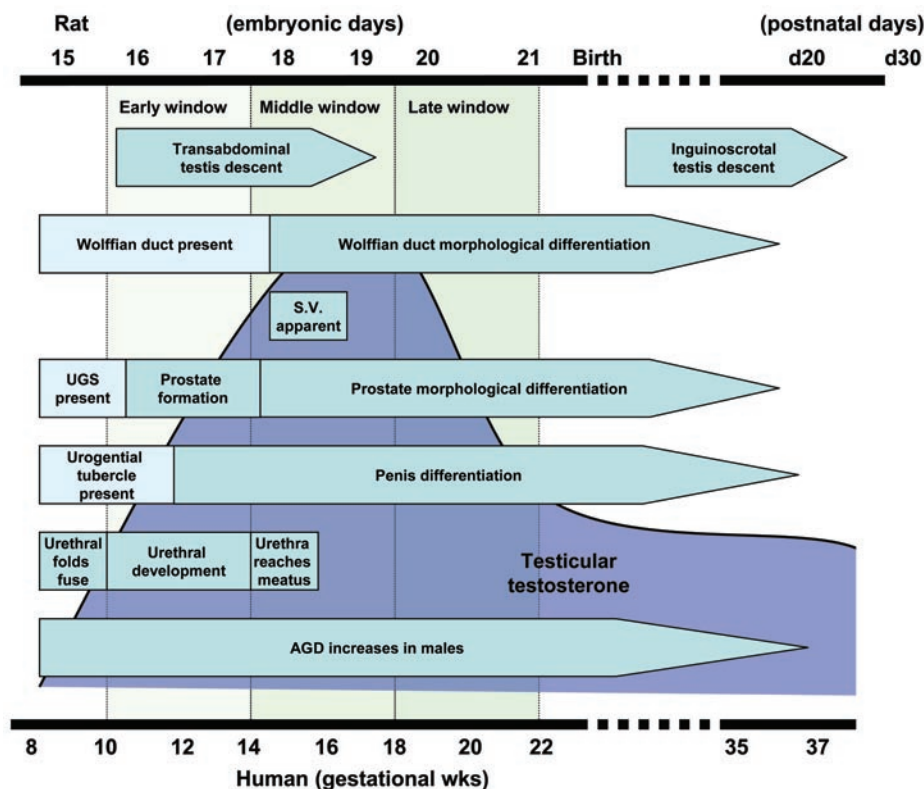 Rat (embryonic days) (postnatal days)
15 16 17 18 19 20 21 Birth d20 d30
Early window Middle window Late window
Transabdominal
testis descent
Inguinoscrotal
testis descent
Wolffian duct present
Wolffian duct morphological differentiation
S.V.
apparent
UGS
present
Prostate
formation
Prostate morphological differentiation
Urogential
tubercle
present
Penis differentiation
Urethral
folds
fuse
Urethral
development
Urethra
reaches
meatus
Testicular
testosterone
AGD increases in males
8 10 12 14 16 18 20 22 35 37
Human (gestational wks)